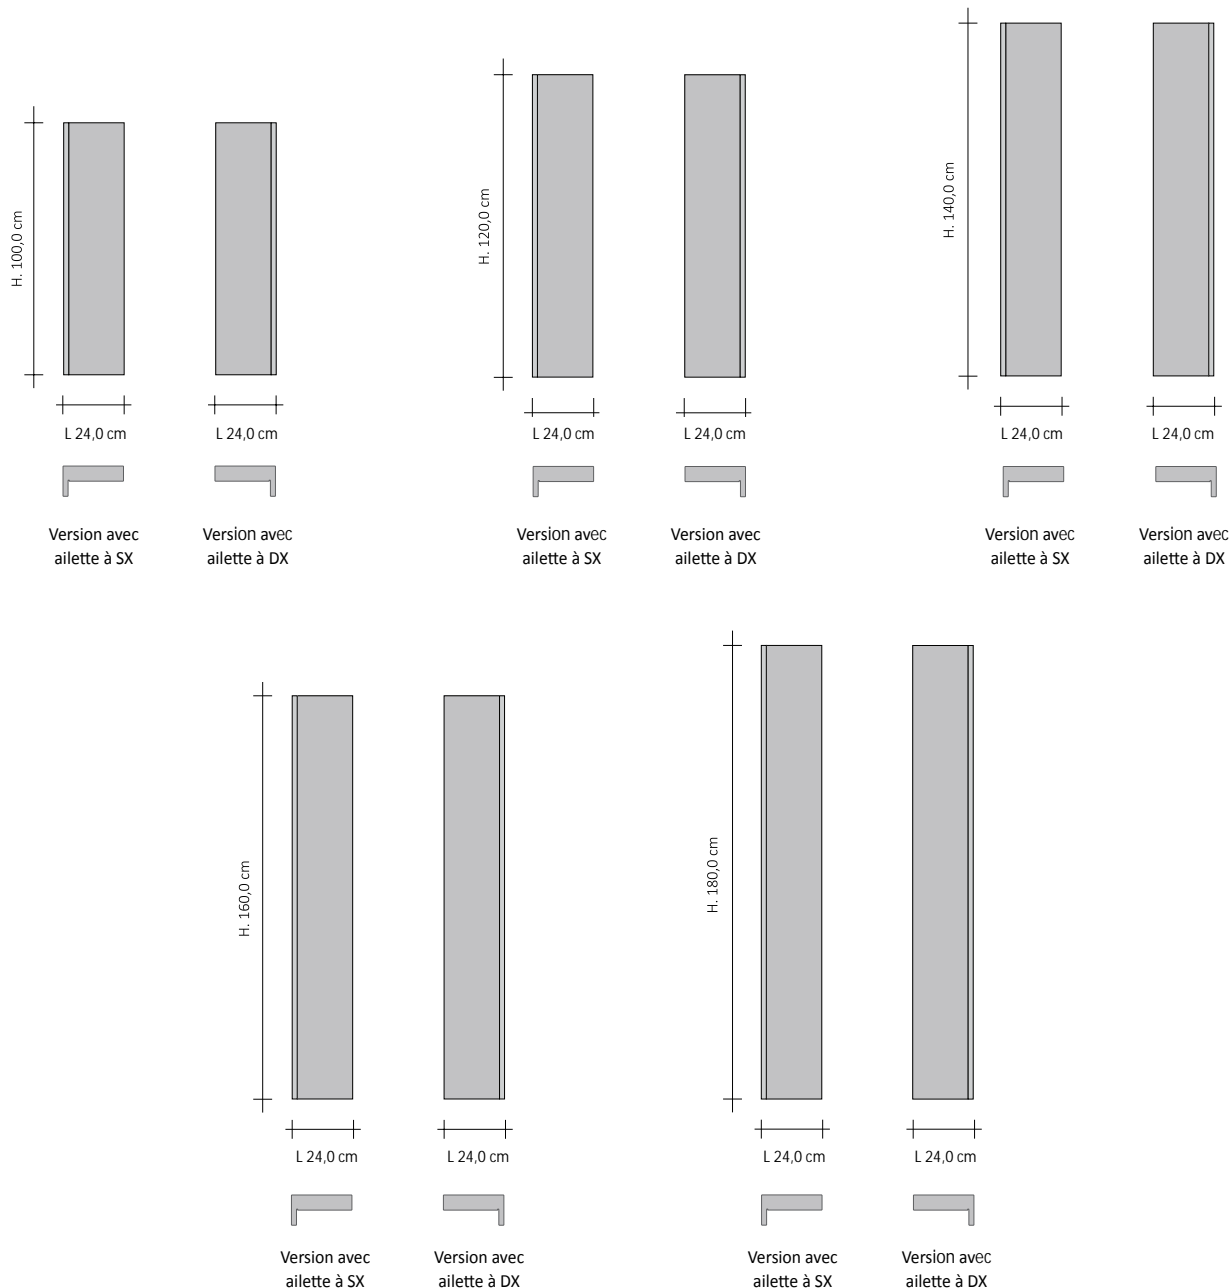 H. 100,0 cm
L 24,0 cm
L 24,0 cm
Version avec
ailette à SX
Version avec
ailette à DX
H. 120,0 cm
L 24,0 cm
L 24,0 cm
Version avec
ailette à SX
Version avec
ailette à DX
H. 140,0 cm
L 24,0 cm
L 24,0 cm
Version avec
ailette à SX
Version avec
ailette à DX
H. 160,0 cm
L 24,0 cm
L 24,0 cm
Version avec
ailette à SX
Version avec
ailette à DX
H. 180,0 cm
L 24,0 cm
L 24,0 cm
Version avec
ailette à SX
Version avec
ailette à DX